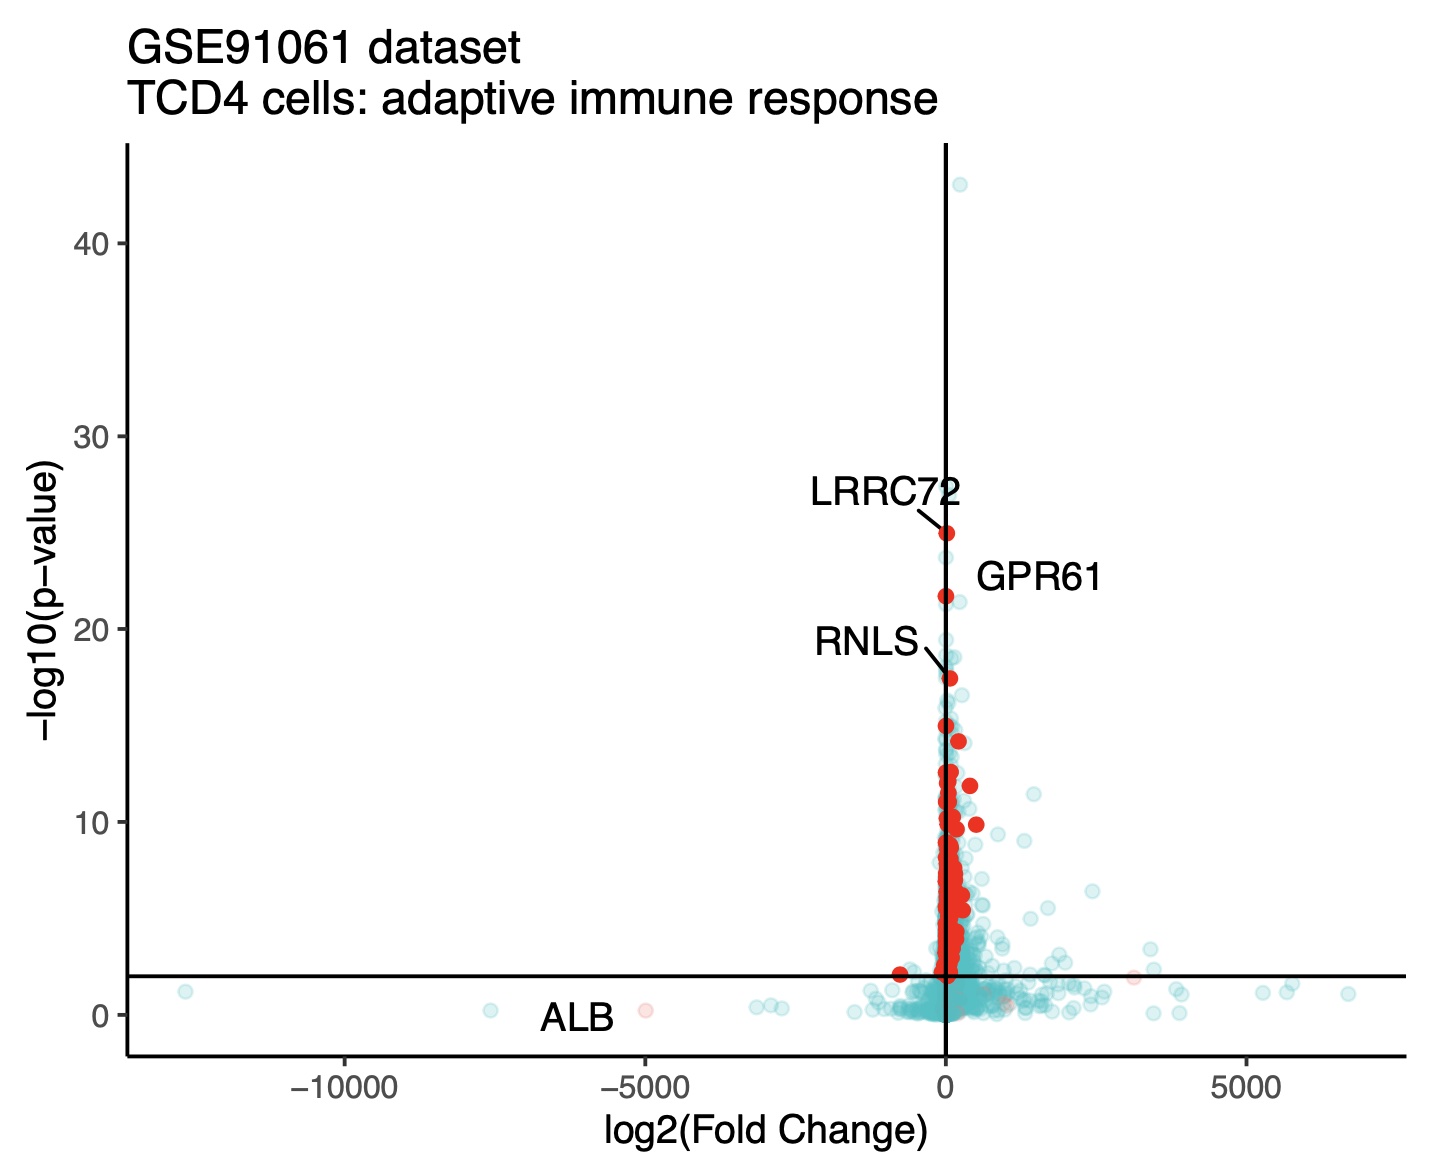 GSE91061 dataset
TCD4 cells: adaptive immune response
−log10(p−value)
40
30
20
10
0
LRRC72
GPR61
RNLS
ALB
−10000
−5000
0
5000
log2(Fold Change)